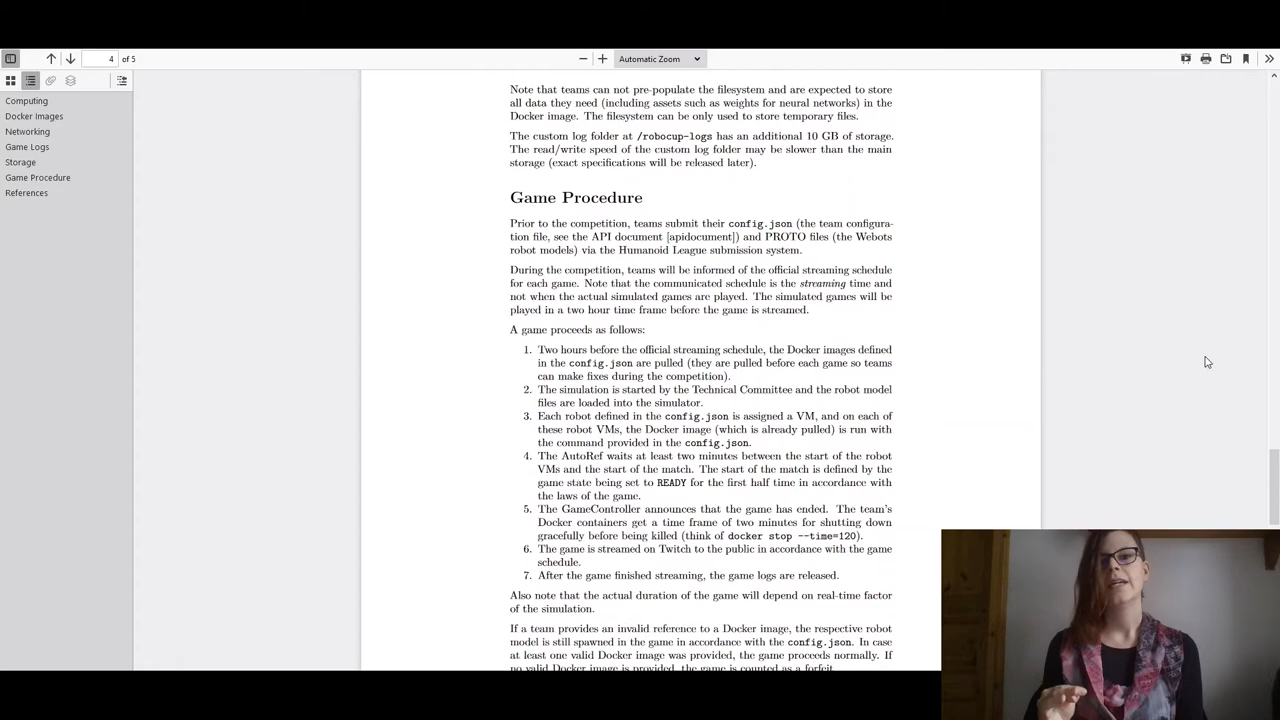 4 of 5
Automatic Zoom
Computing
Docker Images
Networking
Game Logs
Storage
Game Procedure
References
Note that teams can not pre-populate the filesystem and are expected to store
all data they need (including assets such as weights for neural networks) in the
Docker image. The filesystem can be only used to store temporary files.
The custom log folder at /robocup-logs has an additional 10 GB of storage.
The read/write speed of the custom log folder may be slower than the main
storage (exact specifications will be released later).
Game Procedure
Prior to the competition, teams submit their config.json (the team configura-
tion file, see the API document [apidocument]) and PROTO files (the Webots
robot models) via the Humanoid League submission system.
During the competition, teams will be informed of the official streaming schedule
for each game. Note that the communicated schedule is the streaming time and
not when the actual simulated games are played. The simulated games will be
played in a two hour time frame before the game is streamed.
A game proceeds as follows:
1. Two hours before the official streaming schedule, the Docker images defined
in the config.json are pulled (they are pulled before each game so teams
can make fixes during the competition).
2. The simulation is started by the Technical Committee and the robot model
files are loaded into the simulator.
3. Each robot defined in the config.json is assigned a VM, and on each of
these robot VMs, the Docker image (which is already pulled) is run with
the command provided in the config.json.
4. The AutoRef waits at least two minutes between the start of the robot
VMs and the start of the match. The start of the match is defined by the
game state being set to READY for the first half time in accordance with
the laws of the game.
5. The GameController announces that the game has ended. The team's
Docker containers get a time frame of two minutes for shutting down
gracefully before being killed (think of docker stop --time=120).
6. The game is streamed on Twitch to the public in accordance with the game
schedule.
7. After the game finished streaming, the game logs are released.
Also note that the actual duration of the game will depend on real-time factor
of the simulation.
If a team provides an invalid reference to a Docker image, the respective robot
model is still spawned in the game in accordance with the config.json. In case
at least one valid Docker image was provided, the game proceeds normally. If
no valid Docker image is provided, the game is counted as a forfeit.